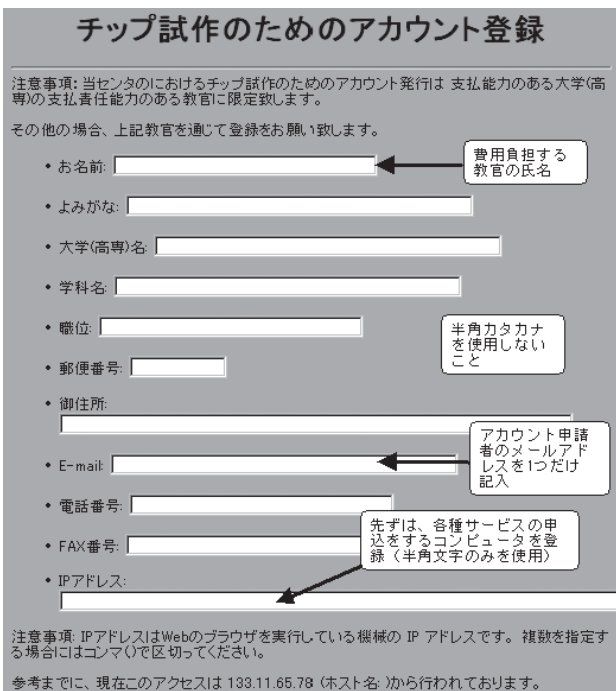 チップ試作のためのアカウント登録
注意事項: 当センタのにおけるチップ試作のためのアカウント発行は 支払能力のある大学(高
専)の支払責任能力のある教官に限定致します。
その他の場合、上記教官を通じて登録をお願い致します。
• お名前:
費用負担する
教官の氏名
• よみがな:
• 大学(高専)名:
• 学科名:
• 職位:
半角カタカナ
を使用しない
こと
• 郵便番号:
• 御住所:
アカウント申請
者のメールアド
レスを1つだけ
記入
• E-mail:
• 電話番号:
先ずは、各種サービスの申
込をするコンピュータを登
録（半角文字のみを使用）
• FAX番号:
• IPアドレス:
注意事項: IPアドレスはWebのブラウザを実行している機械の IP アドレスです。複数を指定す
る場合にはコンマ()で区切ってください。
参考までに、現在このアクセスは 133.11.65.78 (ホスト名: )から行われております。